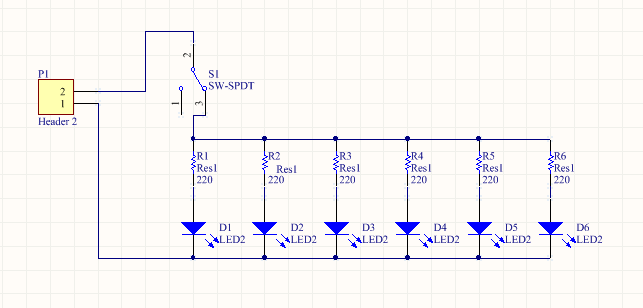 P1
2
1
Header 2
2
S1
SW-SPDT
1
3
R1
Res1
220
R2
Res1
220
R3
Res1
220
R4
Res1
220
R5
Res1
220
R6
Res1
220
D1
LED2
D2
LED2
D3
LED2
D4
LED2
D5
LED2
D6
LED2